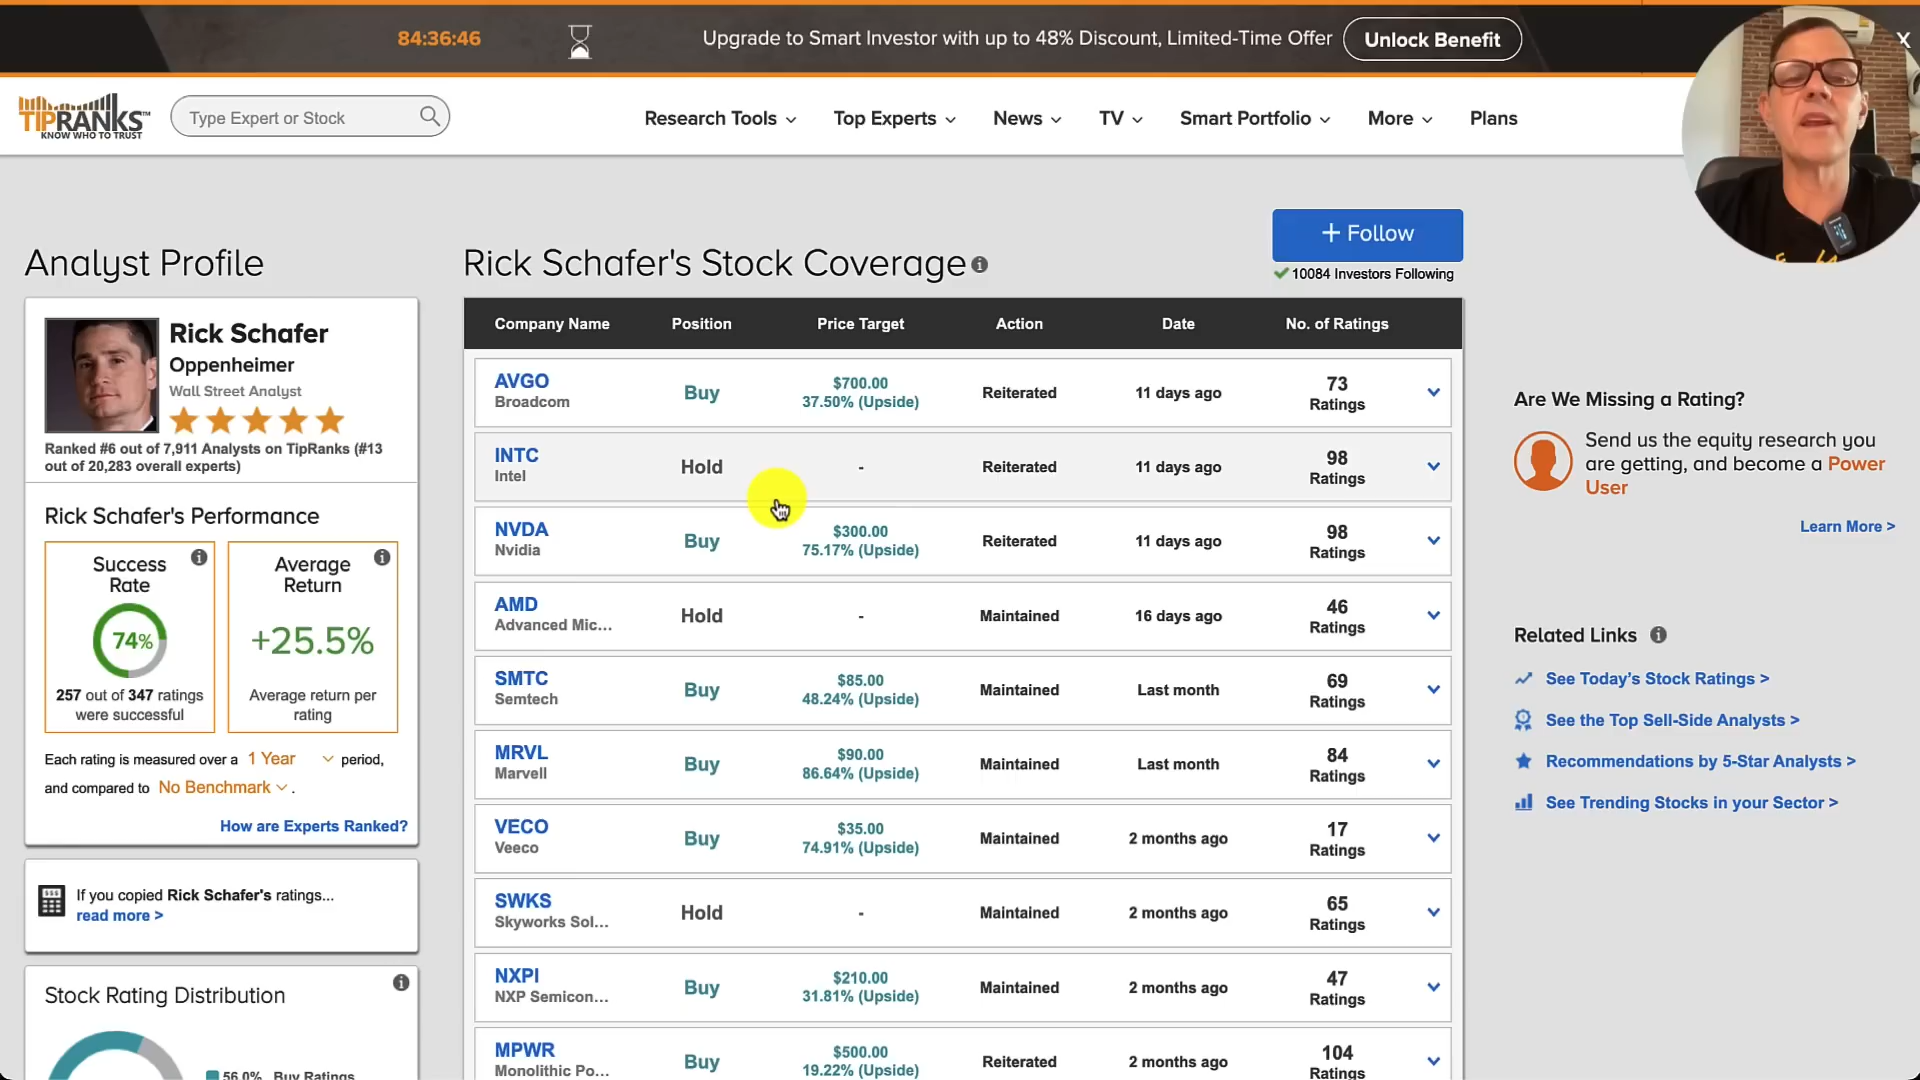 84:36:46
Upgrade to Smart Investor with up to 48% Discount, Limited-Time Offer
Unlock Benefit
X
TIPRANKS™
KNOW WHO TO TRUST
Type Expert or Stock
Research Tools
Top Experts
News
TV
Smart Portfolio
More
Plans
Analyst Profile
Rick Schafer
Oppenheimer
Wall Street Analyst
Ranked #6 out of 7,911 Analysts on TipRanks (#13
out of 20,283 overall experts)
Rick Schafer's Performance
Success
Rate
74%
257 out of 347 ratings
were successful
Average
Return
+25.5%
Average return per
rating
Each rating is measured over a 1 Year period,
and compared to No Benchmark .
How are Experts Ranked?
If you copied Rick Schafer's ratings...
read more >
Stock Rating Distribution
56.0% Buy Ratings
Rick Schafer's Stock Coverage
+ Follow
10084 Investors Following
Company Name Position Price Target Action Date No. of Ratings
AVGO
Broadcom
Buy
$700.00
37.50% (Upside)
Reiterated
11 days ago
73
Ratings
INTC
Intel
Hold
-
Reiterated
11 days ago
98
Ratings
NVDA
Nvidia
Buy
$300.00
75.17% (Upside)
Reiterated
11 days ago
98
Ratings
AMD
Advanced Mic...
Hold
-
Maintained
16 days ago
46
Ratings
SMTC
Semtech
Buy
$85.00
48.24% (Upside)
Maintained
Last month
69
Ratings
MRVL
Marvell
Buy
$90.00
86.64% (Upside)
Maintained
Last month
84
Ratings
VECO
Veeco
Buy
$35.00
74.91% (Upside)
Maintained
2 months ago
17
Ratings
SWKS
Skyworks Sol...
Hold
-
Maintained
2 months ago
65
Ratings
NXPI
NXP Semicon...
Buy
$210.00
31.81% (Upside)
Maintained
2 months ago
47
Ratings
MPWR
Monolithic Po...
Buy
$500.00
19.22% (Upside)
Reiterated
2 months ago
104
Ratings
Are We Missing a Rating?
Send us the equity research you
are getting, and become a Power
User
Learn More >
Related Links
See Today's Stock Ratings >
See the Top Sell-Side Analysts >
Recommendations by 5-Star Analysts >
See Trending Stocks in your Sector >